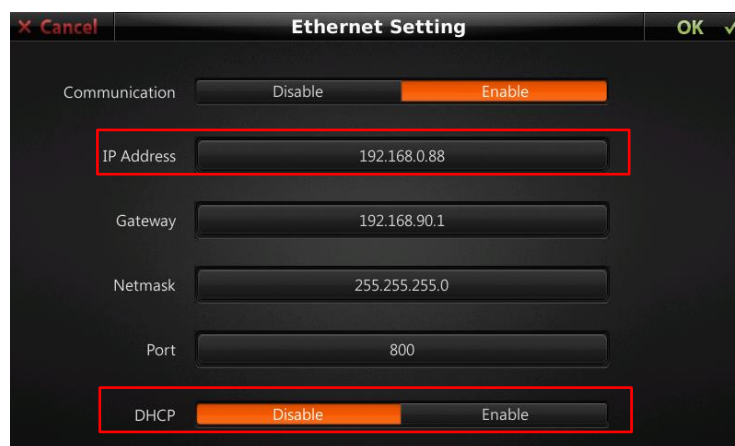 × Cancel Ethernet Setting OK ✓
Communication Disable Enable
IP Address 192.168.0.88
Gateway 192.168.90.1
Netmask 255.255.255.0
Port 800
DHCP Disable Enable